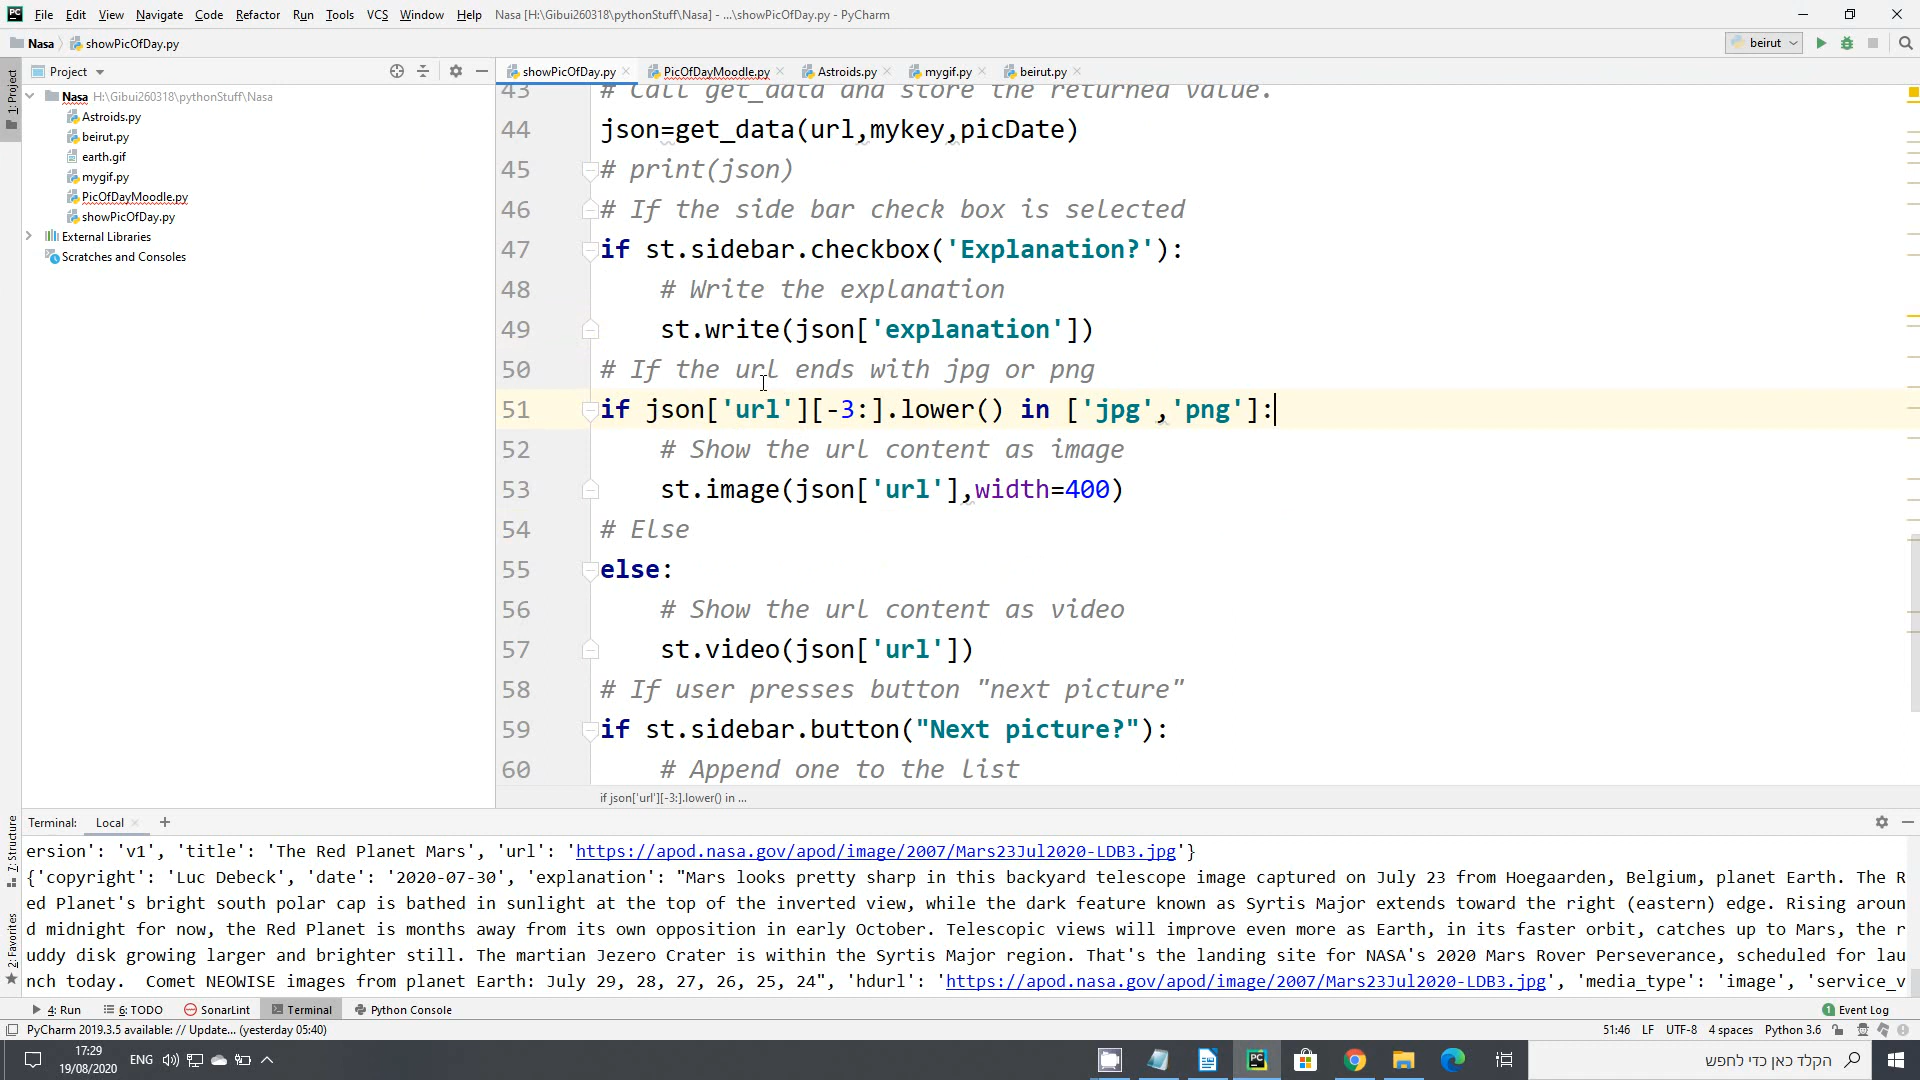 PC File Edit View Navigate Code Refactor Run Tools VCS Window Help Nasa [H:\Gibui260318\pythonStuff\Nasa] - ...\showPicOfDay.py - PyCharm
Nasa showPicOfDay.py beirut
1: Project
Project
showPicOfDay.py PicOfDayMoodle.py Astroids.py mygif.py beirut.py
Nasa H:\Gibui260318\pythonStuff\Nasa
Astroids.py
beirut.py
earth.gif
mygif.py
PicOfDayMoodle.py
showPicOfDay.py
External Libraries
Scratches and Consoles
43 # Call get_data and store the returned value.
44 json=get_data(url,mykey,picDate)
45 # print(json)
46 # If the side bar check box is selected
47 if st.sidebar.checkbox('Explanation?'):
48 # Write the explanation
49 st.write(json['explanation'])
50 # If the url ends with jpg or png
51 if json['url'][-3:].lower() in ['jpg','png']:
52 # Show the url content as image
53 st.image(json['url'],width=400)
54 # Else
55 else:
56 # Show the url content as video
57 st.video(json['url'])
58 # If user presses button "next picture"
59 if st.sidebar.button("Next picture?"):
60 # Append one to the list
if json['url'][-3:].lower() in ...
Z: Structure
2: Favorites
Terminal: Local +
ersion': 'v1', 'title': 'The Red Planet Mars', 'url': 'https://apod.nasa.gov/apod/image/2007/Mars23Jul2020-LDB3.jpg'}
{'copyright': 'Luc Debeck', 'date': '2020-07-30', 'explanation': "Mars looks pretty sharp in this backyard telescope image captured on July 23 from Hoegaarden, Belgium, planet Earth. The R
ed Planet's bright south polar cap is bathed in sunlight at the top of the inverted view, while the dark feature known as Syrtis Major extends toward the right (eastern) edge. Rising aroun
d midnight for now, the Red Planet is months away from its own opposition in early October. Telescopic views will improve even more as Earth, in its faster orbit, catches up to Mars, the r
uddy disk growing larger and brighter still. The martian Jezero Crater is within the Syrtis Major region. That's the landing site for NASA's 2020 Mars Rover Perseverance, scheduled for lau
nch today.  Comet NEOWISE images from planet Earth: July 29, 28, 27, 26, 25, 24", 'hdurl': 'https://apod.nasa.gov/apod/image/2007/Mars23Jul2020-LDB3.jpg', 'media_type': 'image', 'service_v
4: Run 6: TODO SonarLint Terminal Python Console 1 Event Log
PyCharm 2019.3.5 available: // Update... (yesterday 05:40) 51:46 LF UTF-8 4 spaces Python 3.6
17:29
19/08/2020
ENG
PC
הקלד כאן כדי לחפש